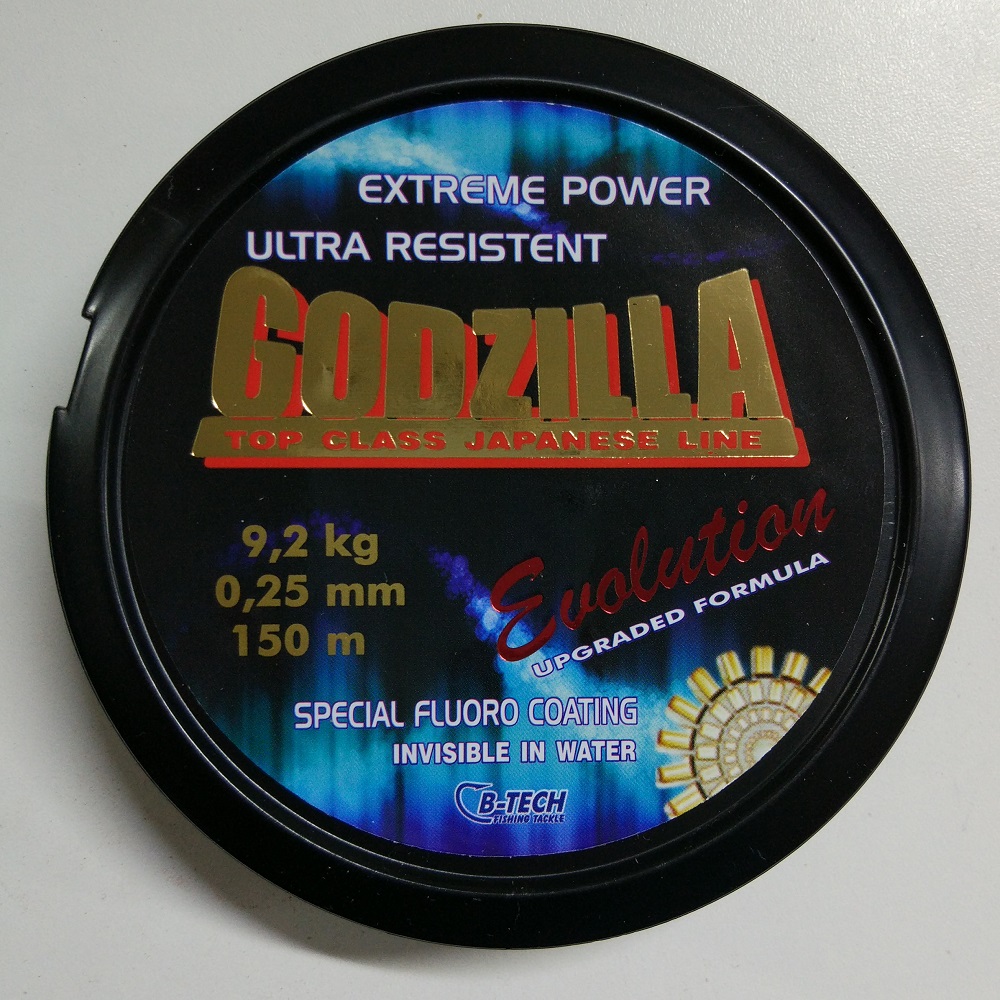 EXTREME POWER
ULTRA RESISTENT
GODZILLA
TOP CLASS JAPANESE LINE
9,2 kg
0,25 mm
150 m
Evolution
UPGRADED FORMULA
SPECIAL FLUORO COATING
INVISIBLE IN WATER
B-TECH
FISHING TACKLE